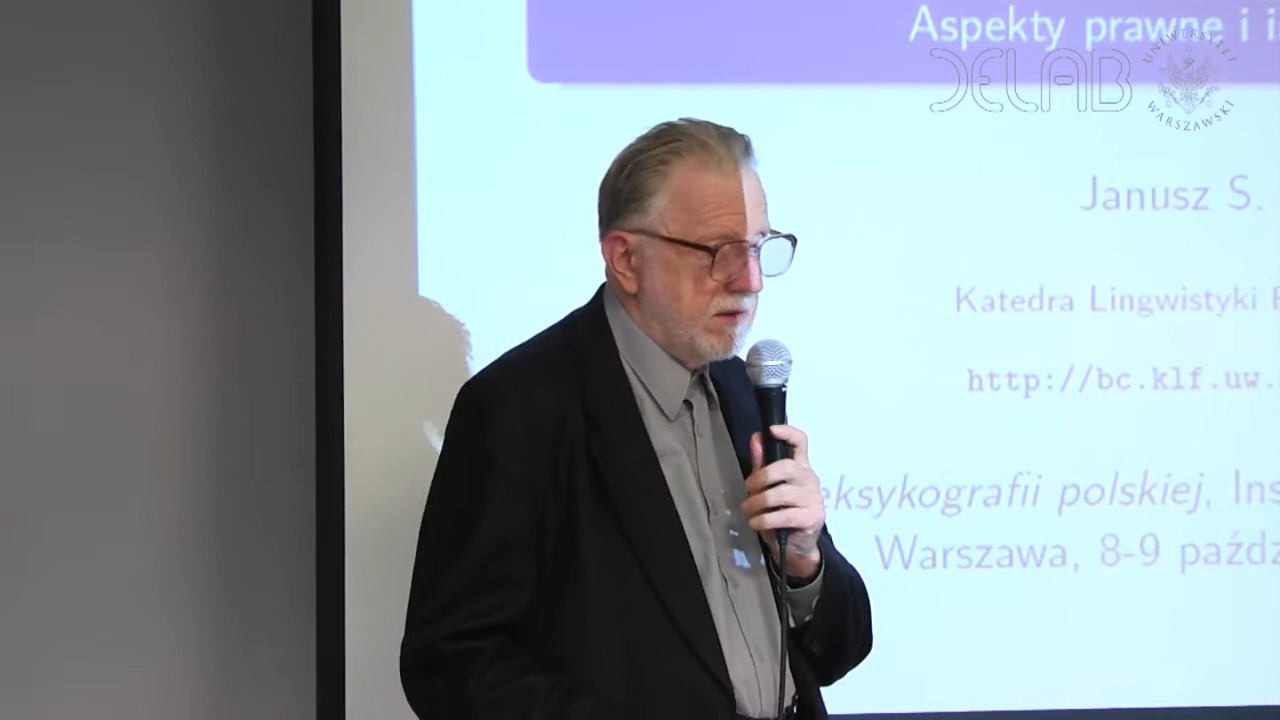 Aspekty prawne i i
DELAB
UNIWERSYTET WARSZAWSKI
Janusz S.
Katedra Lingwistyki
http://bc.klf.uw.
eksykografii polskiej, Ins
Warszawa, 8-9 paźdz